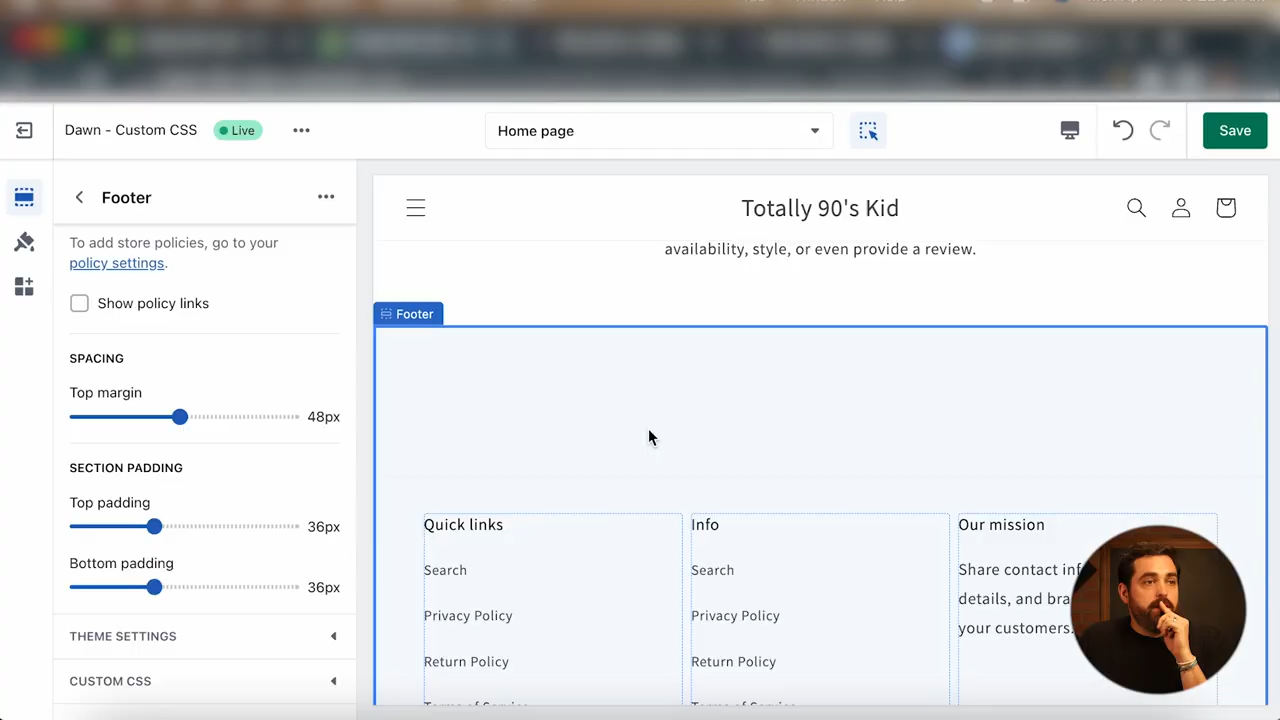 Dawn - Custom CSS
Live
Home page
Save
Footer
To add store policies, go to your
policy settings.
Show policy links
SPACING
Top margin
48px
SECTION PADDING
Top padding
36px
Bottom padding
36px
THEME SETTINGS
CUSTOM CSS
Totally 90's Kid
availability, style, or even provide a review.
Footer
Quick links
Search
Privacy Policy
Return Policy
Terms of Service
Info
Search
Privacy Policy
Return Policy
Terms of Service
Our mission
Share contact
details, and
your customers.